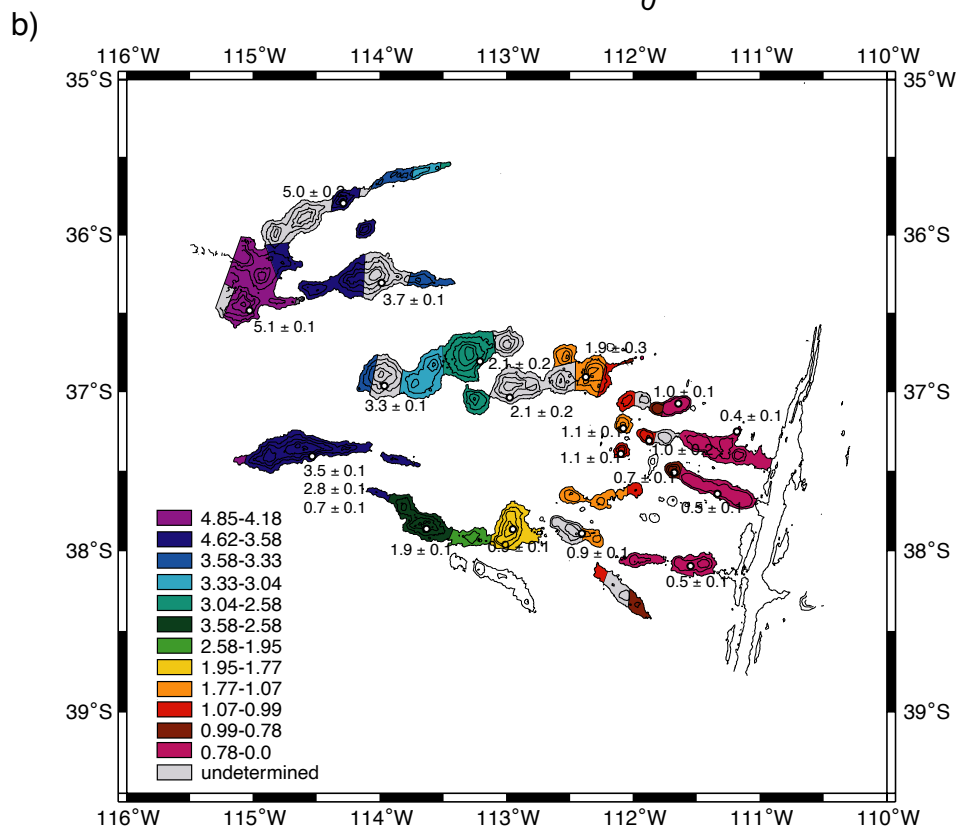 0
b)
116°W 115°W 114°W 113°W 112°W 111°W 110°W
35°S 35°W
5.0 ± 0.2
36°S 36°S
3.7 ± 0.1
5.1 ± 0.1
1.9 ± 0.3
2.1 ± 0.2
37°S 37°S
1.0 ± 0.1
3.3 ± 0.1
2.1 ± 0.2
0.4 ± 0.1
1.1 ± 0.1
1.0 ± 0.2
1.1 ± 0.1
3.5 ± 0.1
0.7 ± 0.1
2.8 ± 0.1
0.7 ± 0.1
0.5 ± 0.1
4.85-4.18
4.62-3.58
38°S 38°S
1.9 ± 0.1
0.9 ± 0.1
0.9 ± 0.1
3.58-3.33
3.33-3.04
0.5 ± 0.1
3.04-2.58
3.58-2.58
2.58-1.95
1.95-1.77
1.77-1.07
39°S 39°S
1.07-0.99
0.99-0.78
0.78-0.0
undetermined
116°W 115°W 114°W 113°W 112°W 111°W 110°W